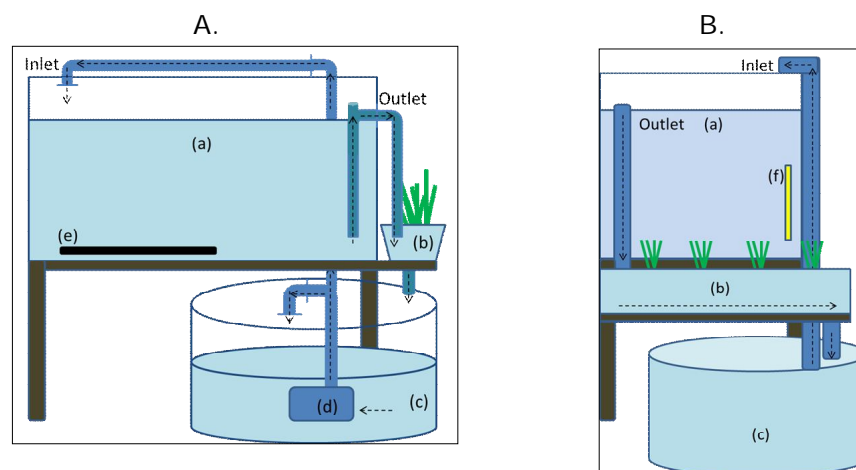 A.
Inlet
Outlet
(a)
(e)
(b)
(d)
(c)
B.
Inlet
Outlet
(a)
(f)
(b)
(c)